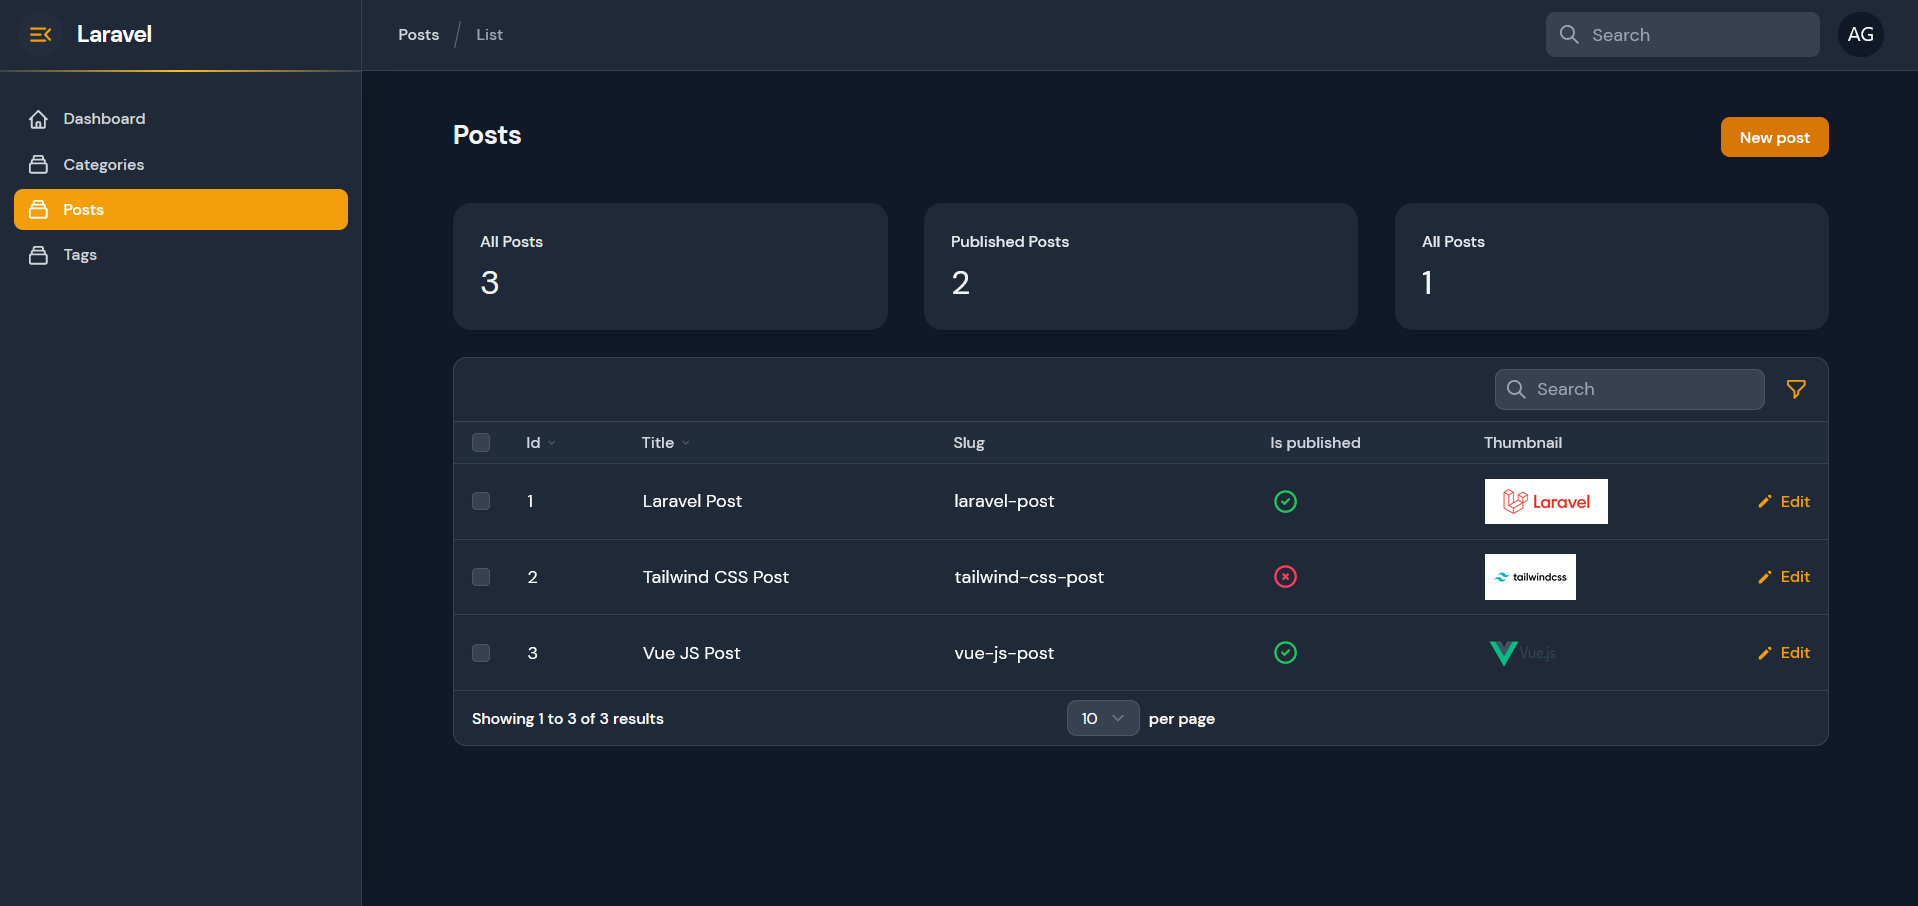 Laravel
Posts / List
Search
AG
Dashboard
Categories
Posts
Tags
Posts
New post
All Posts
3
Published Posts
2
All Posts
1
Search
Id Title Slug Is published Thumbnail
1 Laravel Post laravel-post Laravel Edit
2 Tailwind CSS Post tailwind-css-post tailwindcss Edit
3 Vue JS Post vue-js-post Vue.js Edit
Showing 1 to 3 of 3 results 10 per page